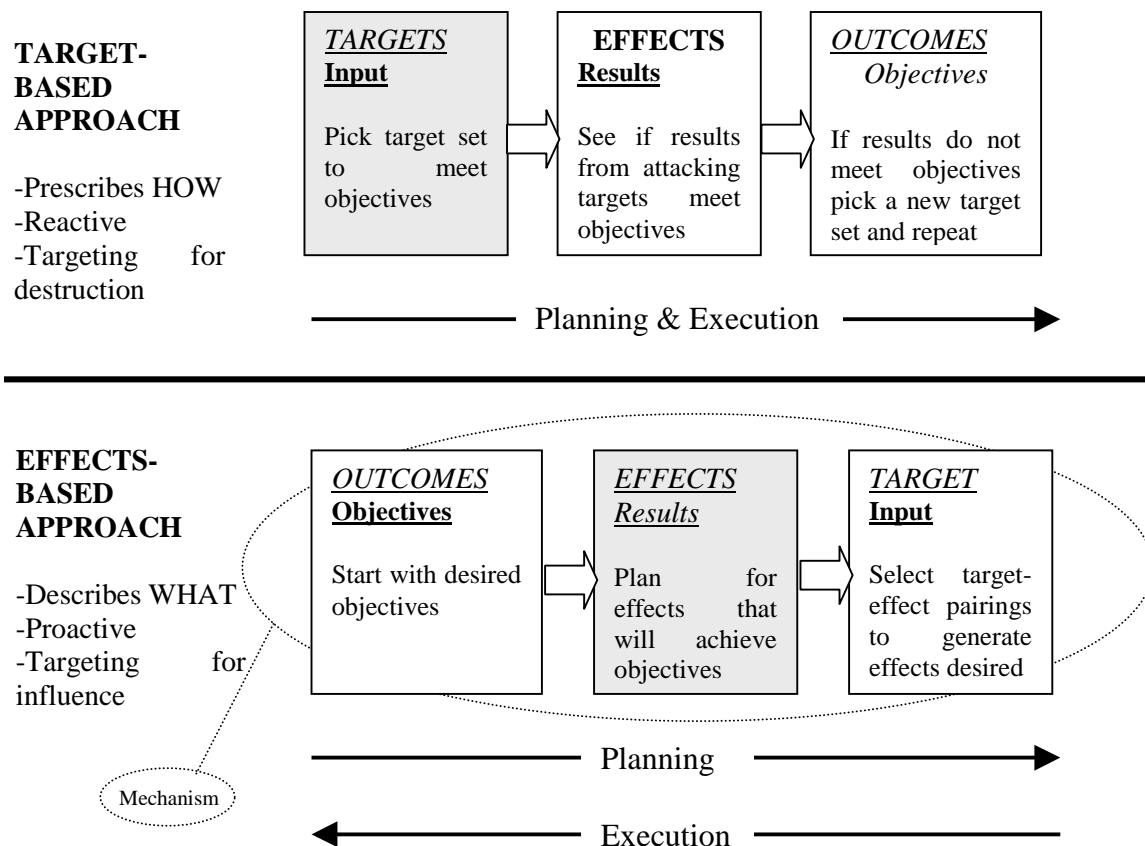 TARGET-
BASED
APPROACH
-Prescribes HOW
-Reactive
-Targeting for
destruction
TARGETS
Input
Pick target set
to meet
objectives
EFFECTS
Results
See if results
from attacking
targets meet
objectives
OUTCOMES
Objectives
If results do not
meet objectives
pick a new target
set and repeat
Planning & Execution
EFFECTS-
BASED
APPROACH
-Describes WHAT
-Proactive
-Targeting for
influence
Mechanism
OUTCOMES
Objectives
Start with desired
objectives
EFFECTS
Results
Plan for
effects that
will achieve
objectives
TARGET
Input
Select target-
effect pairings
to generate
effects desired
Planning
Execution